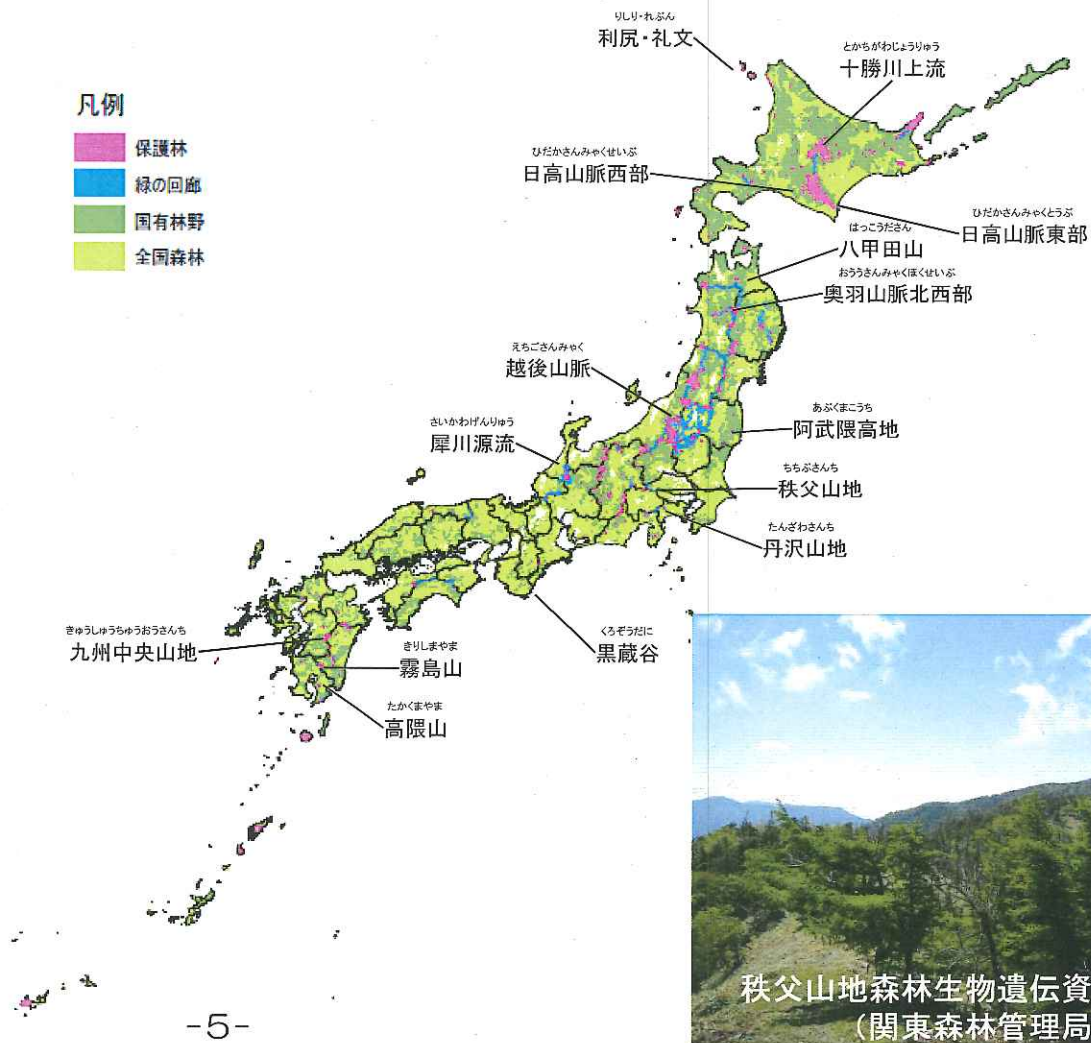 凡例
保護林
緑の回廊
国有林野
全国森林
りしり・れぶん
利尻・礼文
とかちがわじょうりゅう
十勝川上流
ひだかさんみゃくせいぶ
日高山脈西部
ひだかさんみゃくとうぶ
日高山脈東部
はっこうださん
八甲田山
おううさんみゃくほくせいぶ
奥羽山脈北西部
えちごさんみゃく
越後山脈
さいかわげんりゅう
犀川源流
あぶくまこうち
阿武隈高地
ちちぶさんち
秩父山地
たんざわさんち
丹沢山地
くろぞうだに
黒蔵谷
きゅうしゅうちゅうおうさんち
九州中央山地
きりしまやま
霧島山
たかくまやま
高隈山
秩父山地森林生物遺伝資
(関東森林管理局
-5-